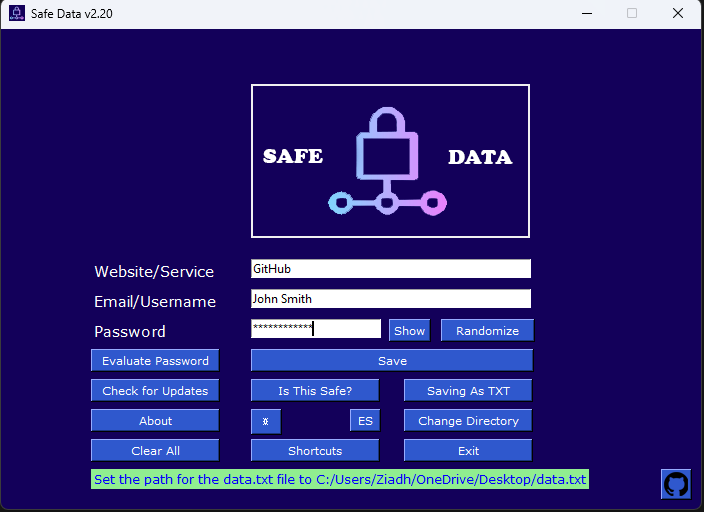 Safe Data v2.20
SAFE DATA
Website/Service GitHub
Email/Username John Smith
Password ************ Show Randomize
Evaluate Password Save
Check for Updates Is This Safe? Saving As TXT
About ¤ ES Change Directory
Clear All Shortcuts Exit
Set the path for the data.txt file to C:/Users/Ziadh/OneDrive/Desktop/data.txt